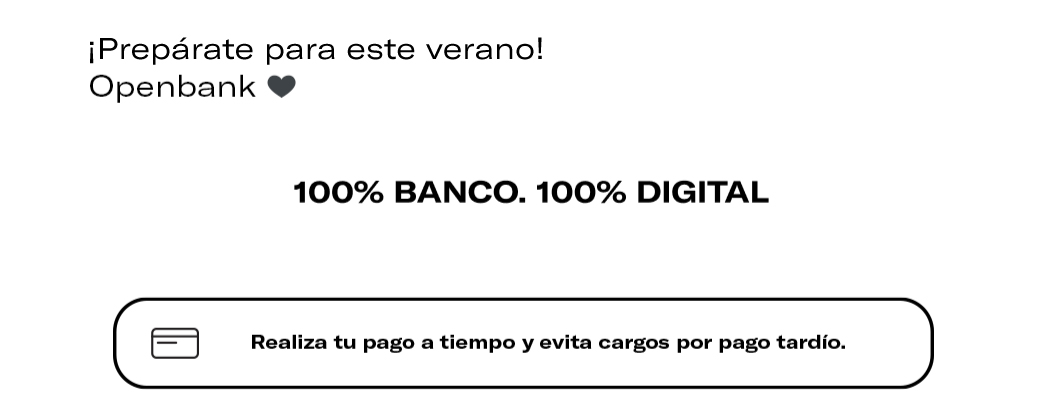 ¡Prepárate para este verano!
Openbank 🖤
100% BANCO. 100% DIGITAL
Realiza tu pago a tiempo y evita cargos por pago tardío.